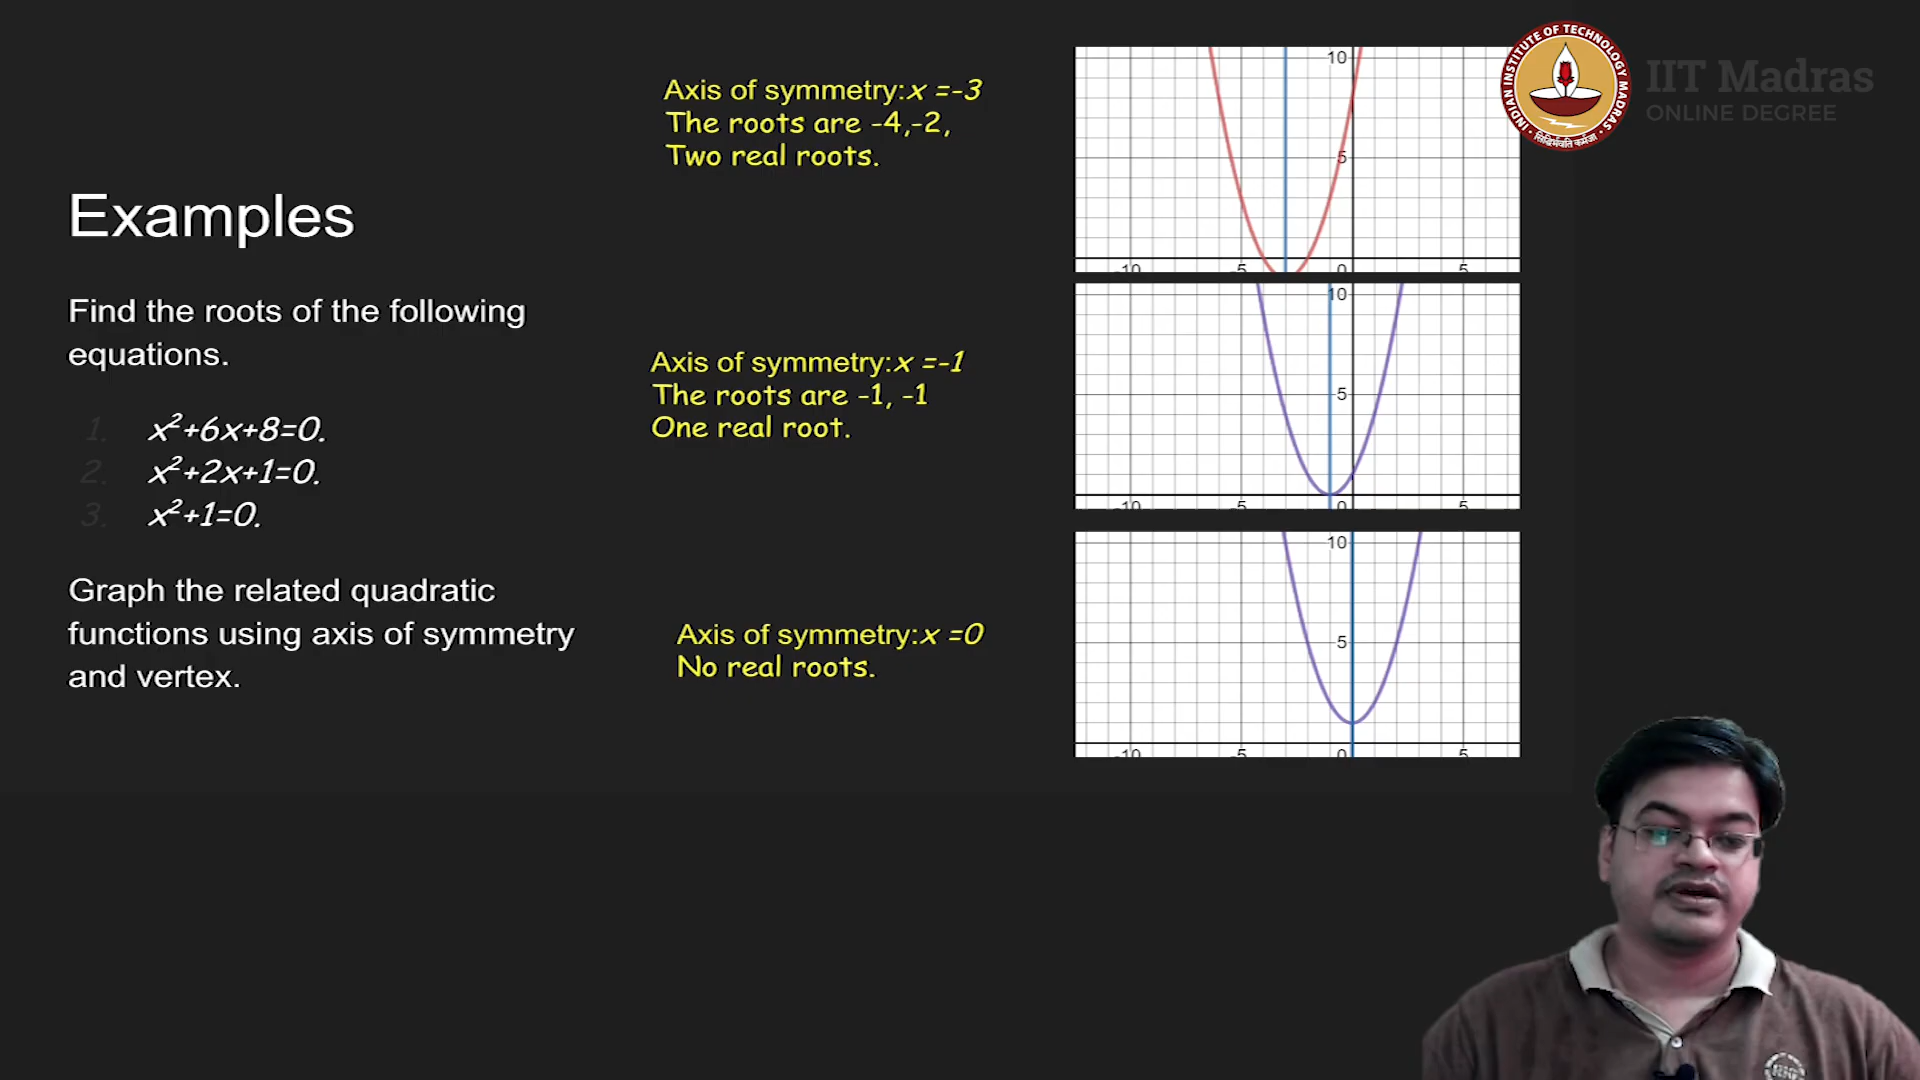 Examples
Find the roots of the following
equations.
1. x²+6x+8=0.
2. x²+2x+1=0.
3. x²+1=0.
Graph the related quadratic
functions using axis of symmetry
and vertex.
Axis of symmetry:x =-3
The roots are -4,-2,
Two real roots.
Axis of symmetry:x =-1
The roots are -1, -1
One real root.
Axis of symmetry:x =0
No real roots.
10
5
-10 -5 0 5
10
5
-10 -5 0 5
10
5
-10 -5 0 5
INDIAN INSTITUTE OF TECHNOLOGY MADRAS
सिद्धिर्भवति कर्मजा
IIT Madras
ONLINE DEGREE